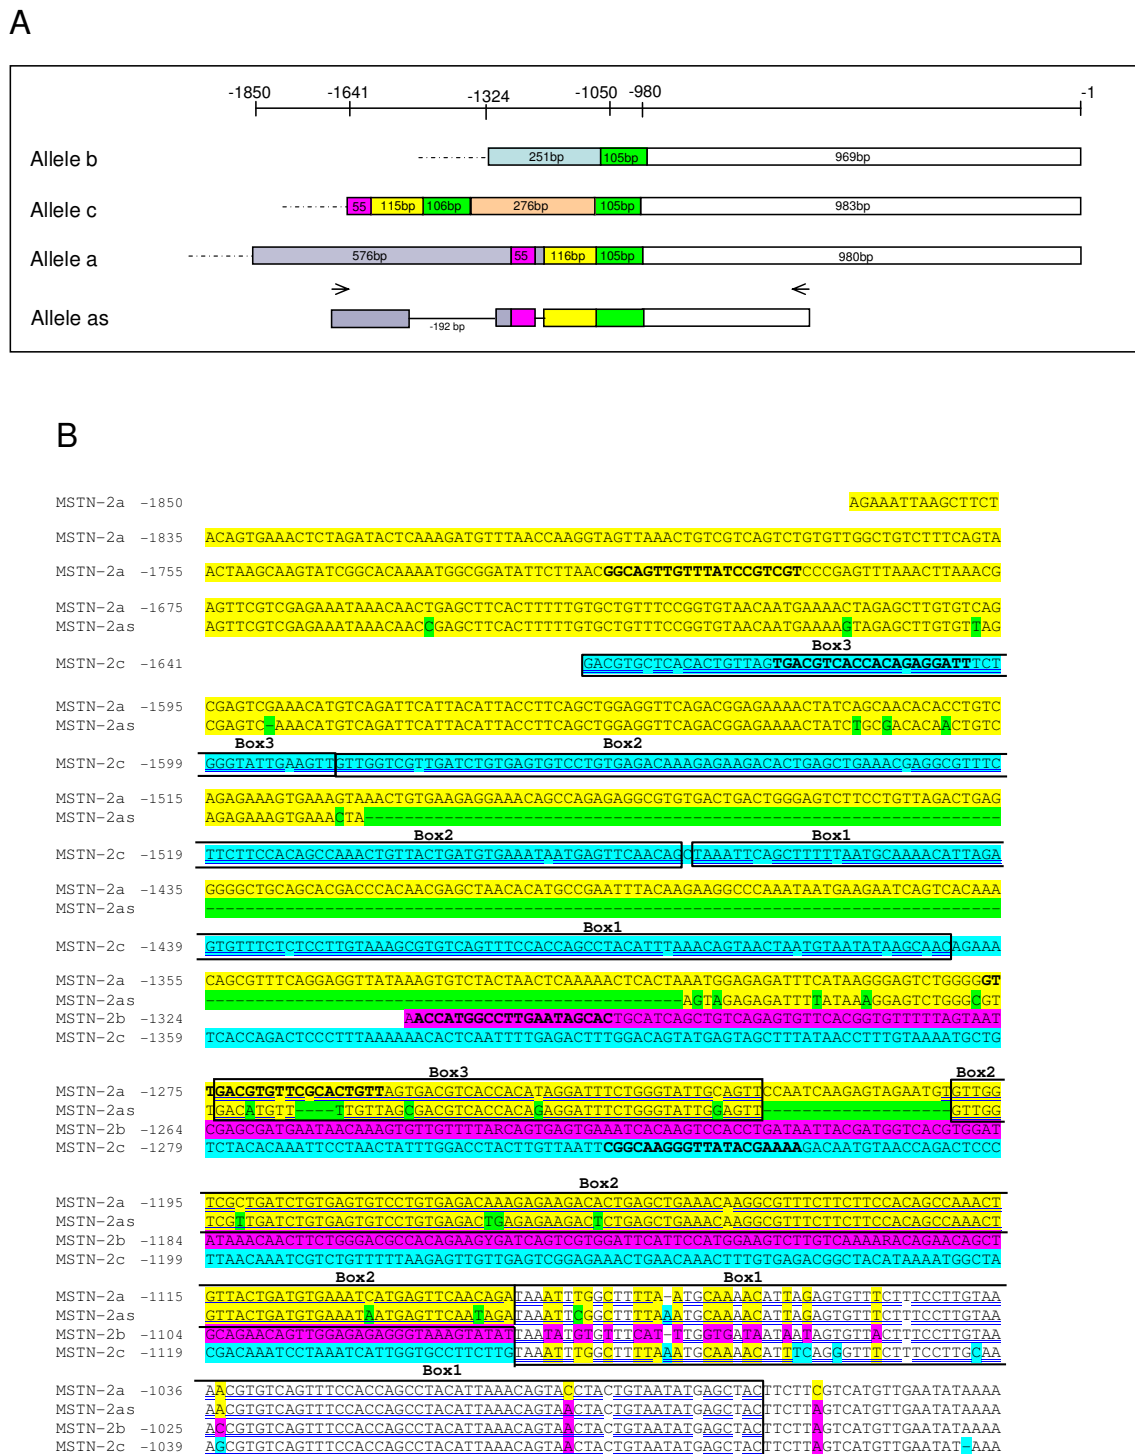 A
-1850 -1641 -1324 -1050 -980 -1
Allele b 251bp 105bp 969bp
Allele c 55 115bp 106bp 276bp 105bp 983bp
Allele a 576bp 55 116bp 105bp 980bp
Allele as -192 bp
B
MSTN-2a -1850 AGAAATTAAGCTTCT
MSTN-2a -1835 ACAGTGAAACTCTAGATACTCAAAGATGTTTAACCAAGGTAGTTAAACTGTCGTCAGTCTGTGTTGGCTGTCTTTCAGTA
MSTN-2a -1755 ACTAAGCAAGTATCGGCACAAAATGGCGGATATTCTTAACGGCAGTTGTTTATCCGTCGTCCCGAGTTTAAACTTAAACG
MSTN-2a -1675 AGTTCGTCGAGAAATAAACAACTGAGCTTCACTTTTTGTGCTGTTTCCGGTGTAACAATGAAAACTAGAGCTTGTGTCAG
MSTN-2as AGTTCGTCGAGAAATAAACAACCGAGCTTCACTTTTTGTGCTGTTTCCGGTGTAACAATGAAAAGTAGAGCTTGTGTTAG
Box3
MSTN-2c -1641 GACGTGCTCACACTGTTAGTGACGTCACCACAGAGGATTTCT
MSTN-2a -1595 CGAGTCGAAACATGTCAGATTCATTACATTACCTTCAGCTGGAGGTTCAGACGGAGAAAACTATCAGCAACACACCTGTC
MSTN-2as CGAGTC-AAACATGTCAGATTCATTACATTACCTTCAGCTGGAGGTTCAGACGGAGAAAACTATCTGCGACACAACTGTC
Box3 Box2
MSTN-2c -1599 GGGTATTGAAGTTGTTGGTCGTTGATCTGTGAGTGTCCTGTGAGACAAAGAGAAGACACTGAGCTGAAACGAGGCGTTTC
MSTN-2a -1515 AGAGAAAGTGAAAGTAAACTGTGAAGAGGAAACAGCCAGAGAGGCGTGTGACTGACTGGGAGTCTTCCTGTTAGACTGAG
MSTN-2as AGAGAAAGTGAAACTA----------------------------------------------------------------
Box2 Box1
MSTN-2c -1519 TTCTTCCACAGCCAAACTGTTACTGATGTGAAATAATGAGTTCAACAGCTAAATTCAGCTTTTTAATGCAAAACATTAGA
MSTN-2a -1435 GGGGCTGCAGCACGACCCACAACGAGCTAACACATGCCGAATTTACAAGAAGGCCCAAATAATGAAGAATCAGTCACAAA
MSTN-2as --------------------------------------------------------------------------------
Box1
MSTN-2c -1439 GTGTTTCTCTCCTTGTAAAGCGTGTCAGTTTCCACCAGCCTACATTTAAACAGTAACTAATGTAATATAAGCAACAGAAA
MSTN-2a -1355 CAGCGTTTCAGGAGGTTATAAAGTGTCTACTAACTCAAAAACTCACTAAATGGAGAGATTTCATAAGGGAGTCTGGGGGT
MSTN-2as ------------------------------------------------AGTAGAGAGATTTTATAAAGGAGTCTGGGCGT
MSTN-2b -1324 AACCATGGCCTTGAATAGCACTGCATCAGCTGTCAGAGTGTTCACGGTGTTTTTAGTAAT
MSTN-2c -1359 TCACCAGACTCCCTTTAAAAAACACTCAATTTTGAGACTTTGGACAGTATGAGTAGCTTTATAACCTTTGTAAAATGCTG
Box3 Box2
MSTN-2a -1275 TGACGTGTTCGCACTGTTAGTGACGTCACCACATAGGATTTCTGGGTATTGCAGTTCCAATCAAGAGTAGAATGTGTTGG
MSTN-2as TGACATGTT----TTGTTAGCGACGTCACCACAGAGGATTTCTGGGTATTGGAGTT-------------------GTTGG
MSTN-2b -1264 CGAGCGATGAATAACAAAGTGTTGTTTTARCAGTGAGTGAAATCACAAGTCCACCTGATAATTACGATGGTCACGTGGAT
MSTN-2c -1279 TCTACACAAATTCCTAACTATTTGGACCTACTTGTTAATTCGGCAAGGGTTATACGAAAAGACAATGTAACCAGACTCCC
Box2
MSTN-2a -1195 TCGCTGATCTGTGAGTGTCCTGTGAGACAAAGAGAAGACACTGAGCTGAAACAAGGCGTTTCTTCTTCCACAGCCAAACT
MSTN-2as TCGTTGATCTGTGAGTGTCCTGTGAGACTGAGAGAAGACTCTGAGCTGAAACAAGGCGTTTCTTCTTCCACAGCCAAACT
MSTN-2b -1184 ATAAACAACTTCTGGGACGCCACAGAAGYGATCAGTCGTGGATTCATTCCATGGAAGTCTTGTCAAAARACAGAACAGCT
MSTN-2c -1199 TTAACAAATCGTCTGTTTTTAAGAGTTGTTGAGTCGGAGAAACTGAACAAACTTTGTGAGACGGCTACATAAAATGGCTA
Box2 Box1
MSTN-2a -1115 GTTACTGATGTGAAATCATGAGTTCAACAGATAAATTTGGCTTTTA-ATGCAAAACATTAGAGTGTTTCTTTCCTTGTAA
MSTN-2as GTTACTGATGTGAAATAATGAGTTCAATAGATAAATTCGGCTTTTAAATGCAAAACATTAGAGTGTTTCTTTCCTTGTAA
MSTN-2b -1104 GCAGAACAGTTGGAGAGAGGGTAAAGTATATTAATATGTGTTCAT-TTGGTGATAATAATAGTGTTACTTTCCTTGTAA
MSTN-2c -1119 CGACAAATCCTAAATCATTGGTGCCTTCTTGTAAATTTGGCTTTTAAATGCAAAACATTTCAGGGTTTCTTTCCTTGCAA
Box1
MSTN-2a -1036 AACGTGTCAGTTTCCACCAGCCTACATTAAACAGTACCTACTGTAATATGAGCTACTTCTTCGTCATGTTGAATATAAAA
MSTN-2as AACGTGTCAGTTTCCACCAGCCTACATTAAACAGTAACTACTGTAATATGAGCTACTTCTTAGTCATGTTGAATATAAAA
MSTN-2b -1025 ACCGTGTCAGTTTCCACCAGCCTACATTAAACAGTAACTACTGTAATATGAGCTACTTCTTAGTCATGTTGAATATAAAA
MSTN-2c -1039 AGCGTGTCAGTTTCCACCAGCCTACATTAAACAGTAACTACTGTAATATGAGCTACTTCTTAGTCATGTTGAATAT-AAA